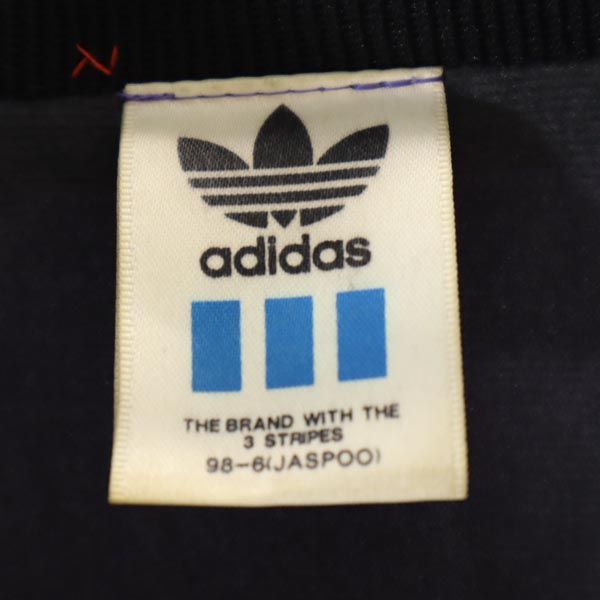 adidas
THE BRAND WITH THE
3 STRIPES
98-6(JASPOO)